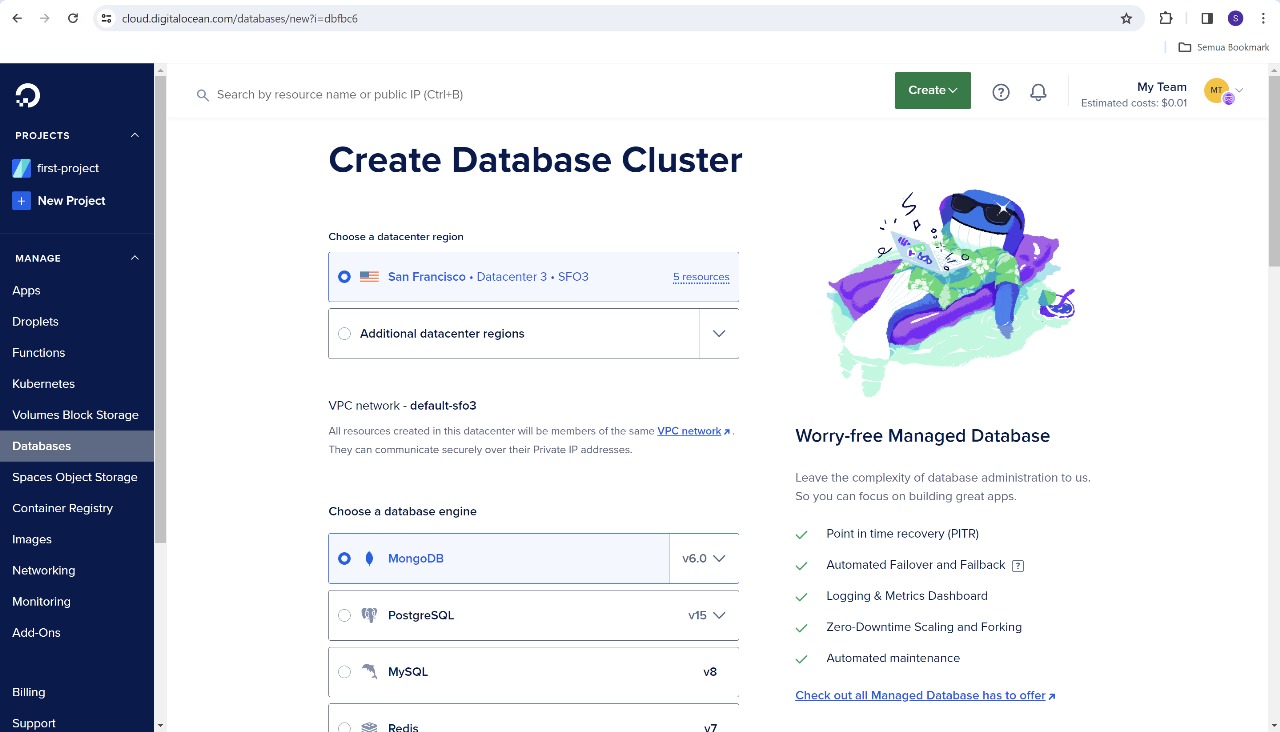 cloud.digitalocean.com/databases/new?i=dbfbc6
S
Semua Bookmark
PROJECTS
first-project
New Project
MANAGE
Apps
Droplets
Functions
Kubernetes
Volumes Block Storage
Databases
Spaces Object Storage
Container Registry
Images
Networking
Monitoring
Add-Ons
Billing
Support
Search by resource name or public IP (Ctrl+B)
Create
My Team
Estimated costs: $0.01
MT
Create Database Cluster
Choose a datacenter region
San Francisco • Datacenter 3 • SFO3
5 resources
Additional datacenter regions
VPC network - default-sfo3
All resources created in this datacenter will be members of the same VPC network.
They can communicate securely over their Private IP addresses.
Choose a database engine
MongoDB
v6.0
PostgreSQL
v15
MySQL
v8
Redis
v7
Worry-free Managed Database
Leave the complexity of database administration to us.
So you can focus on building great apps.
Point in time recovery (PITR)
Automated Failover and Failback
Logging & Metrics Dashboard
Zero-Downtime Scaling and Forking
Automated maintenance
Check out all Managed Database has to offer